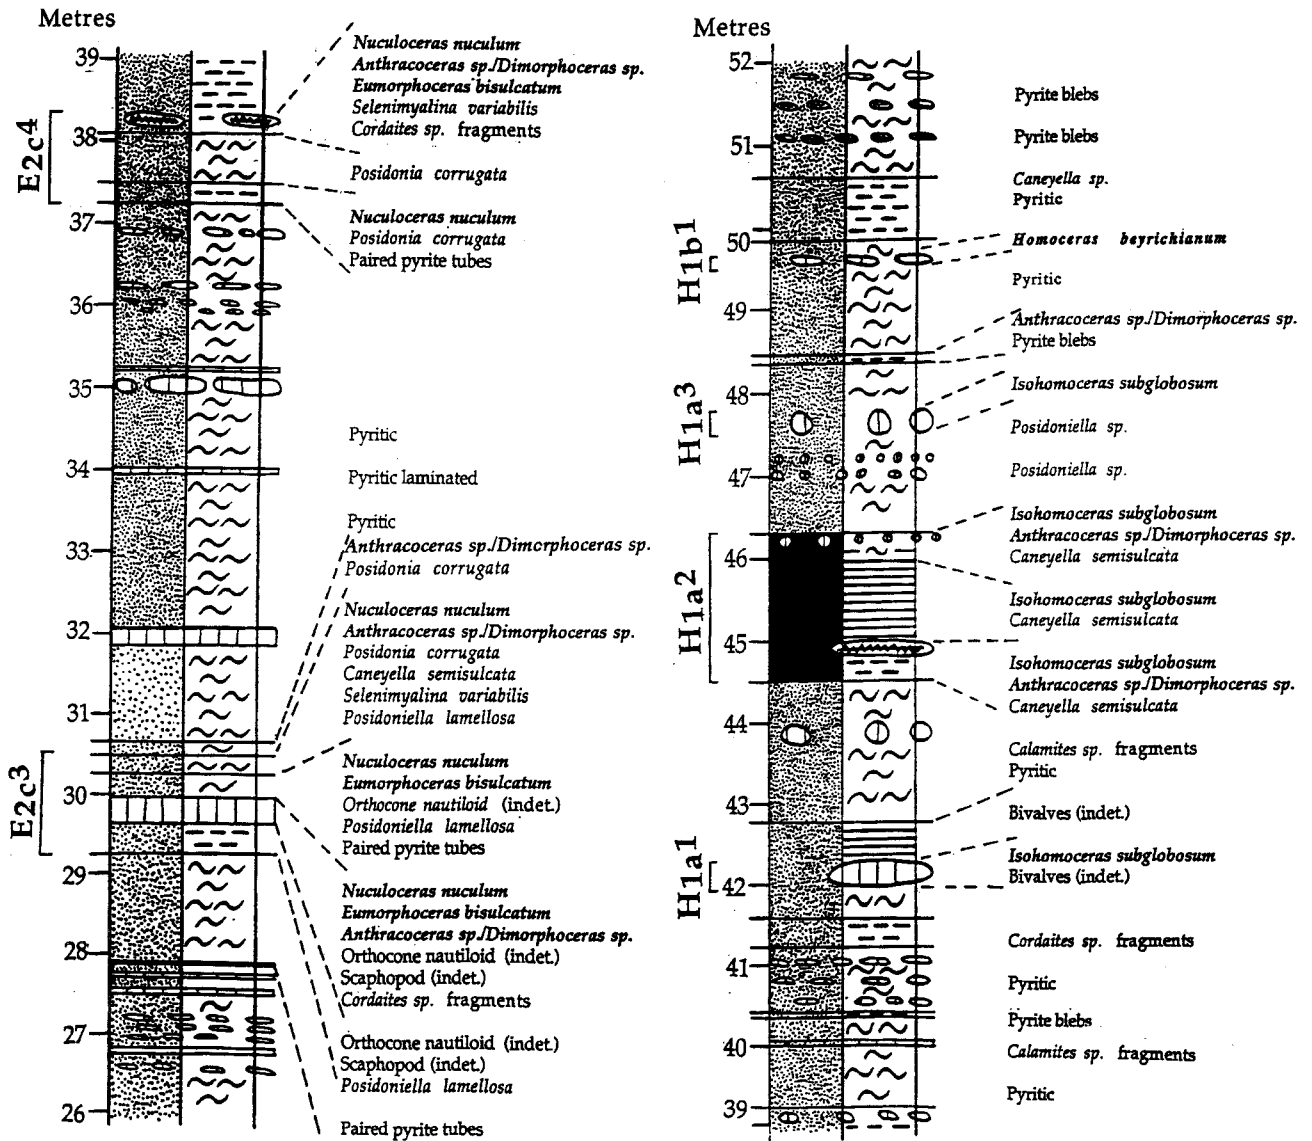 Metres
39
38
37
36
35
34
33
32
31
30
29
28
27
26
E2c4
E2c3
Nuculoceras nuculum
Anthracoceras sp./Dimorphoceras sp.
Eumorphoceras bisulcatum
Selenimyalina variabilis
Cordaites sp. fragments
Posidonia corrugata
Nuculoceras nuculum
Posidonia corrugata
Paired pyrite tubes
Pyritic
Pyritic laminated
Pyritic
Anthracoceras sp./Dimorphoceras sp.
Posidonia corrugata
Nuculoceras nuculum
Anthracoceras sp./Dimorphoceras sp.
Posidonia corrugata
Caneyella semisulcata
Selenimyalina variabilis
Posidoniella lamellosa
Nuculoceras nuculum
Eumorphoceras bisulcatum
Orthocone nautiloid (indet.)
Posidoniella lamellosa
Paired pyrite tubes
Nuculoceras nuculum
Eumorphoceras bisulcatum
Anthracoceras sp./Dimorphoceras sp.
Orthocone nautiloid (indet.)
Scaphopod (indet.)
Cordaites sp. fragments
Orthocone nautiloid (indet.)
Scaphopod (indet.)
Posidoniella lamellosa
Paired pyrite tubes
Metres
52
51
50
49
48
47
46
45
44
43
42
41
40
39
H1b1
H1a3
H1a2
H1a1
Pyrite blebs
Pyrite blebs
Caneyella sp.
Pyritic
Homoceras beyrichianum
Pyritic
Anthracoceras sp./Dimorphoceras sp.
Pyrite blebs
Isohomoceras subglobosum
Posidoniella sp.
Posidoniella sp.
Isohomoceras subglobosum
Anthracoceras sp./Dimorphoceras sp.
Caneyella semisulcata
Isohomoceras subglobosum
Caneyella semisulcata
Isohomoceras subglobosum
Anthracoceras sp./Dimorphoceras sp.
Caneyella semisulcata
Calamites sp. fragments
Pyritic
Bivalves (indet.)
Isohomoceras subglobosum
Bivalves (indet.)
Cordaites sp. fragments
Pyritic
Pyrite blebs
Calamites sp. fragments
Pyritic